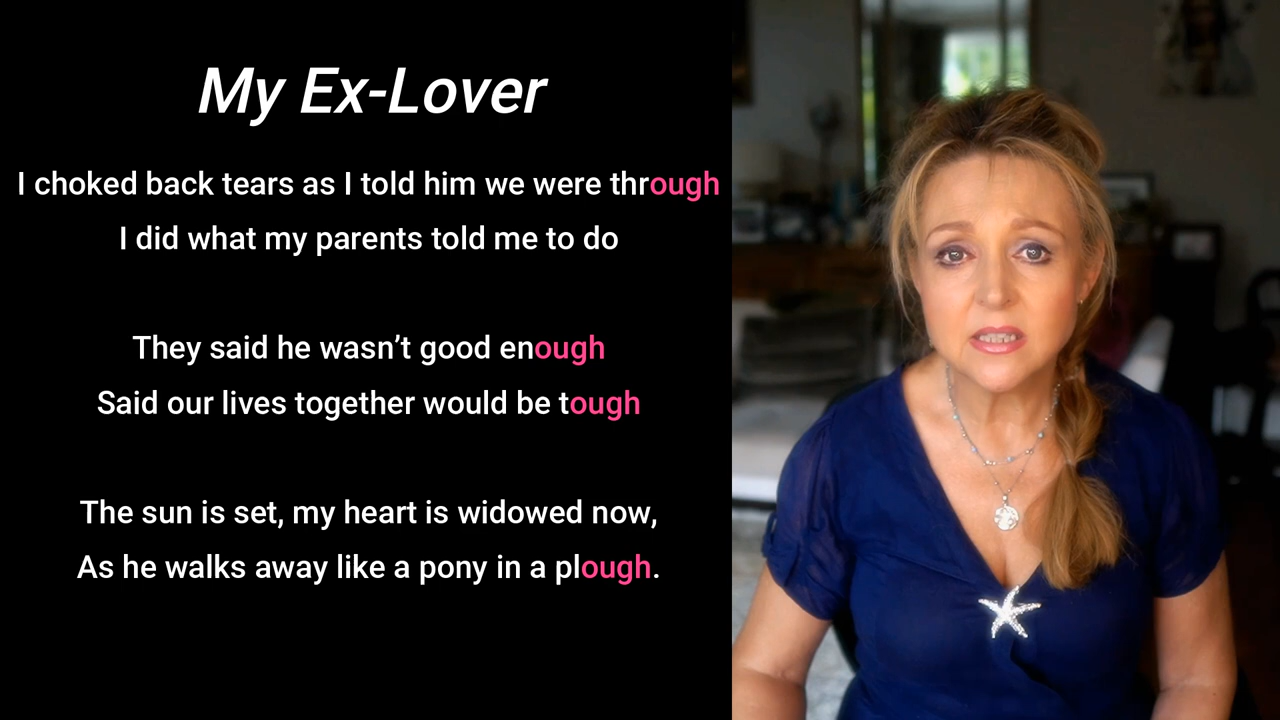 My Ex-Lover
I choked back tears as I told him we were through
I did what my parents told me to do
They said he wasn’t good enough
Said our lives together would be tough
The sun is set, my heart is widowed now,
As he walks away like a pony in a plough.